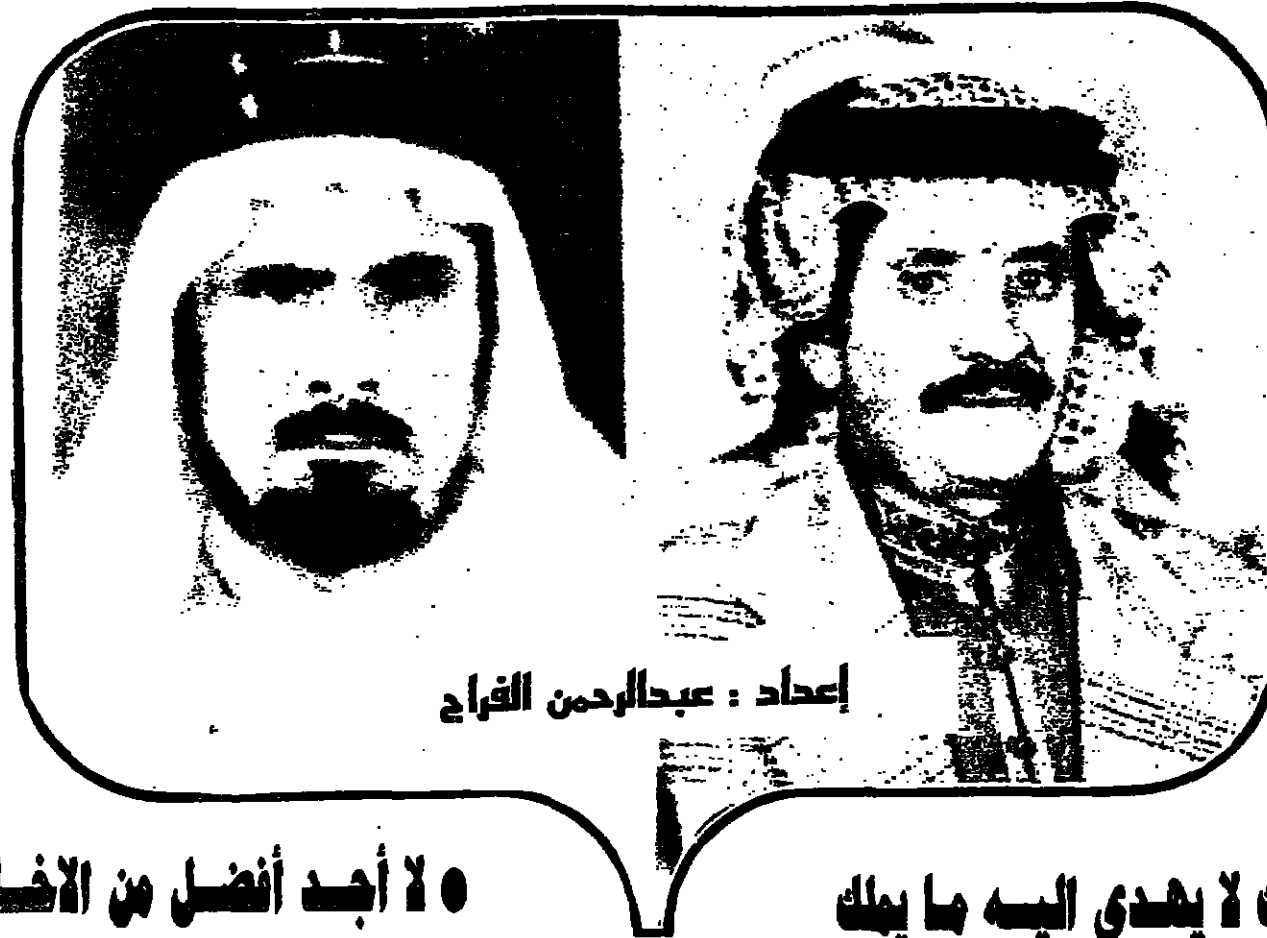 إعداد : عبدالرحمن الفراج
لا يهدى اليه ما يملك
● لا أجد أفضل من